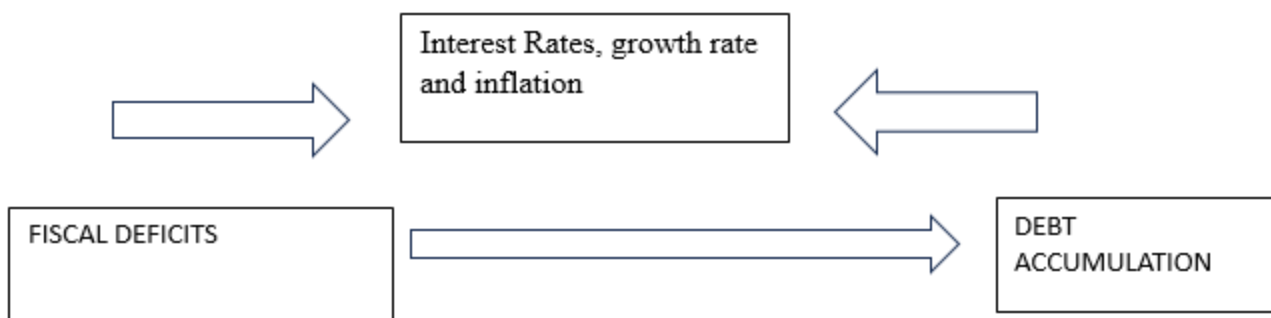 Interest Rates, growth rate
and inflation
FISCAL DEFICITS
DEBT
ACCUMULATION